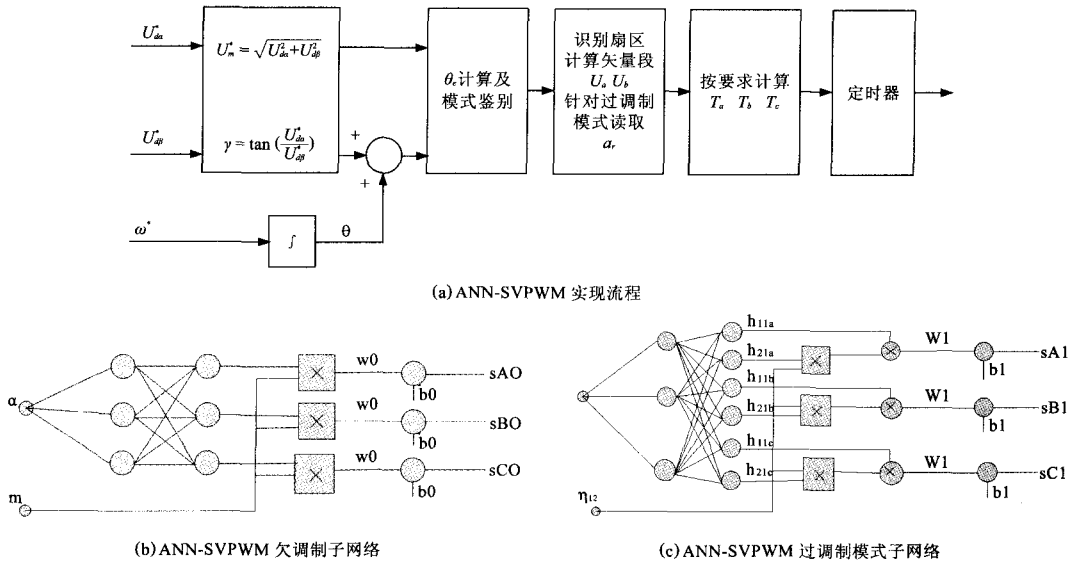 U*dα
U*m = √U²dα+U²dβ
U*dβ
γ = tan (U*dα/U*dβ)
+
+
ω*
∫
θ
θr计算及
模式鉴别
识别扇区
计算矢量段
Ua Ub
针对过调制
模式读取
ar
按要求计算
Ta Tb Tc
定时器
(a)ANN-SVPWM 实现流程
α
m
×
w0
b0
sAO
×
w0
b0
sBO
×
w0
b0
sCO
(b)ANN-SVPWM 欠调制子网络
η12
h11a
h21a
h11b
h21b
h11c
h21c
×
×
W1
b1
sA1
×
×
W1
b1
sB1
×
×
W1
b1
sC1
(c)ANN-SVPWM 过调制模式子网络